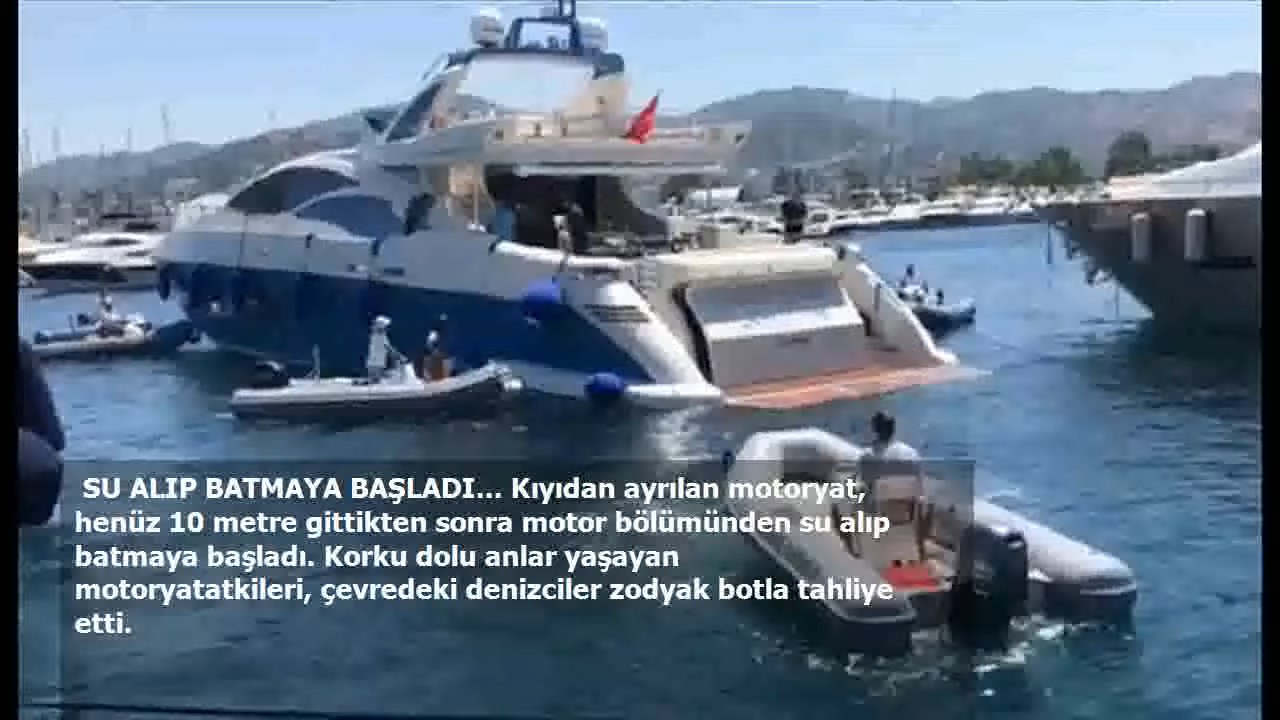 SU ALIP BATMAYA BAŞLADI... Kıyıdan ayrılan motoryat,
henüz 10 metre gittikten sonra motor bölümünden su alıp
batmaya başladı. Korku dolu anlar yaşayan
motoryatatkileri, çevredeki denizciler zodyak botla tahliye
etti.